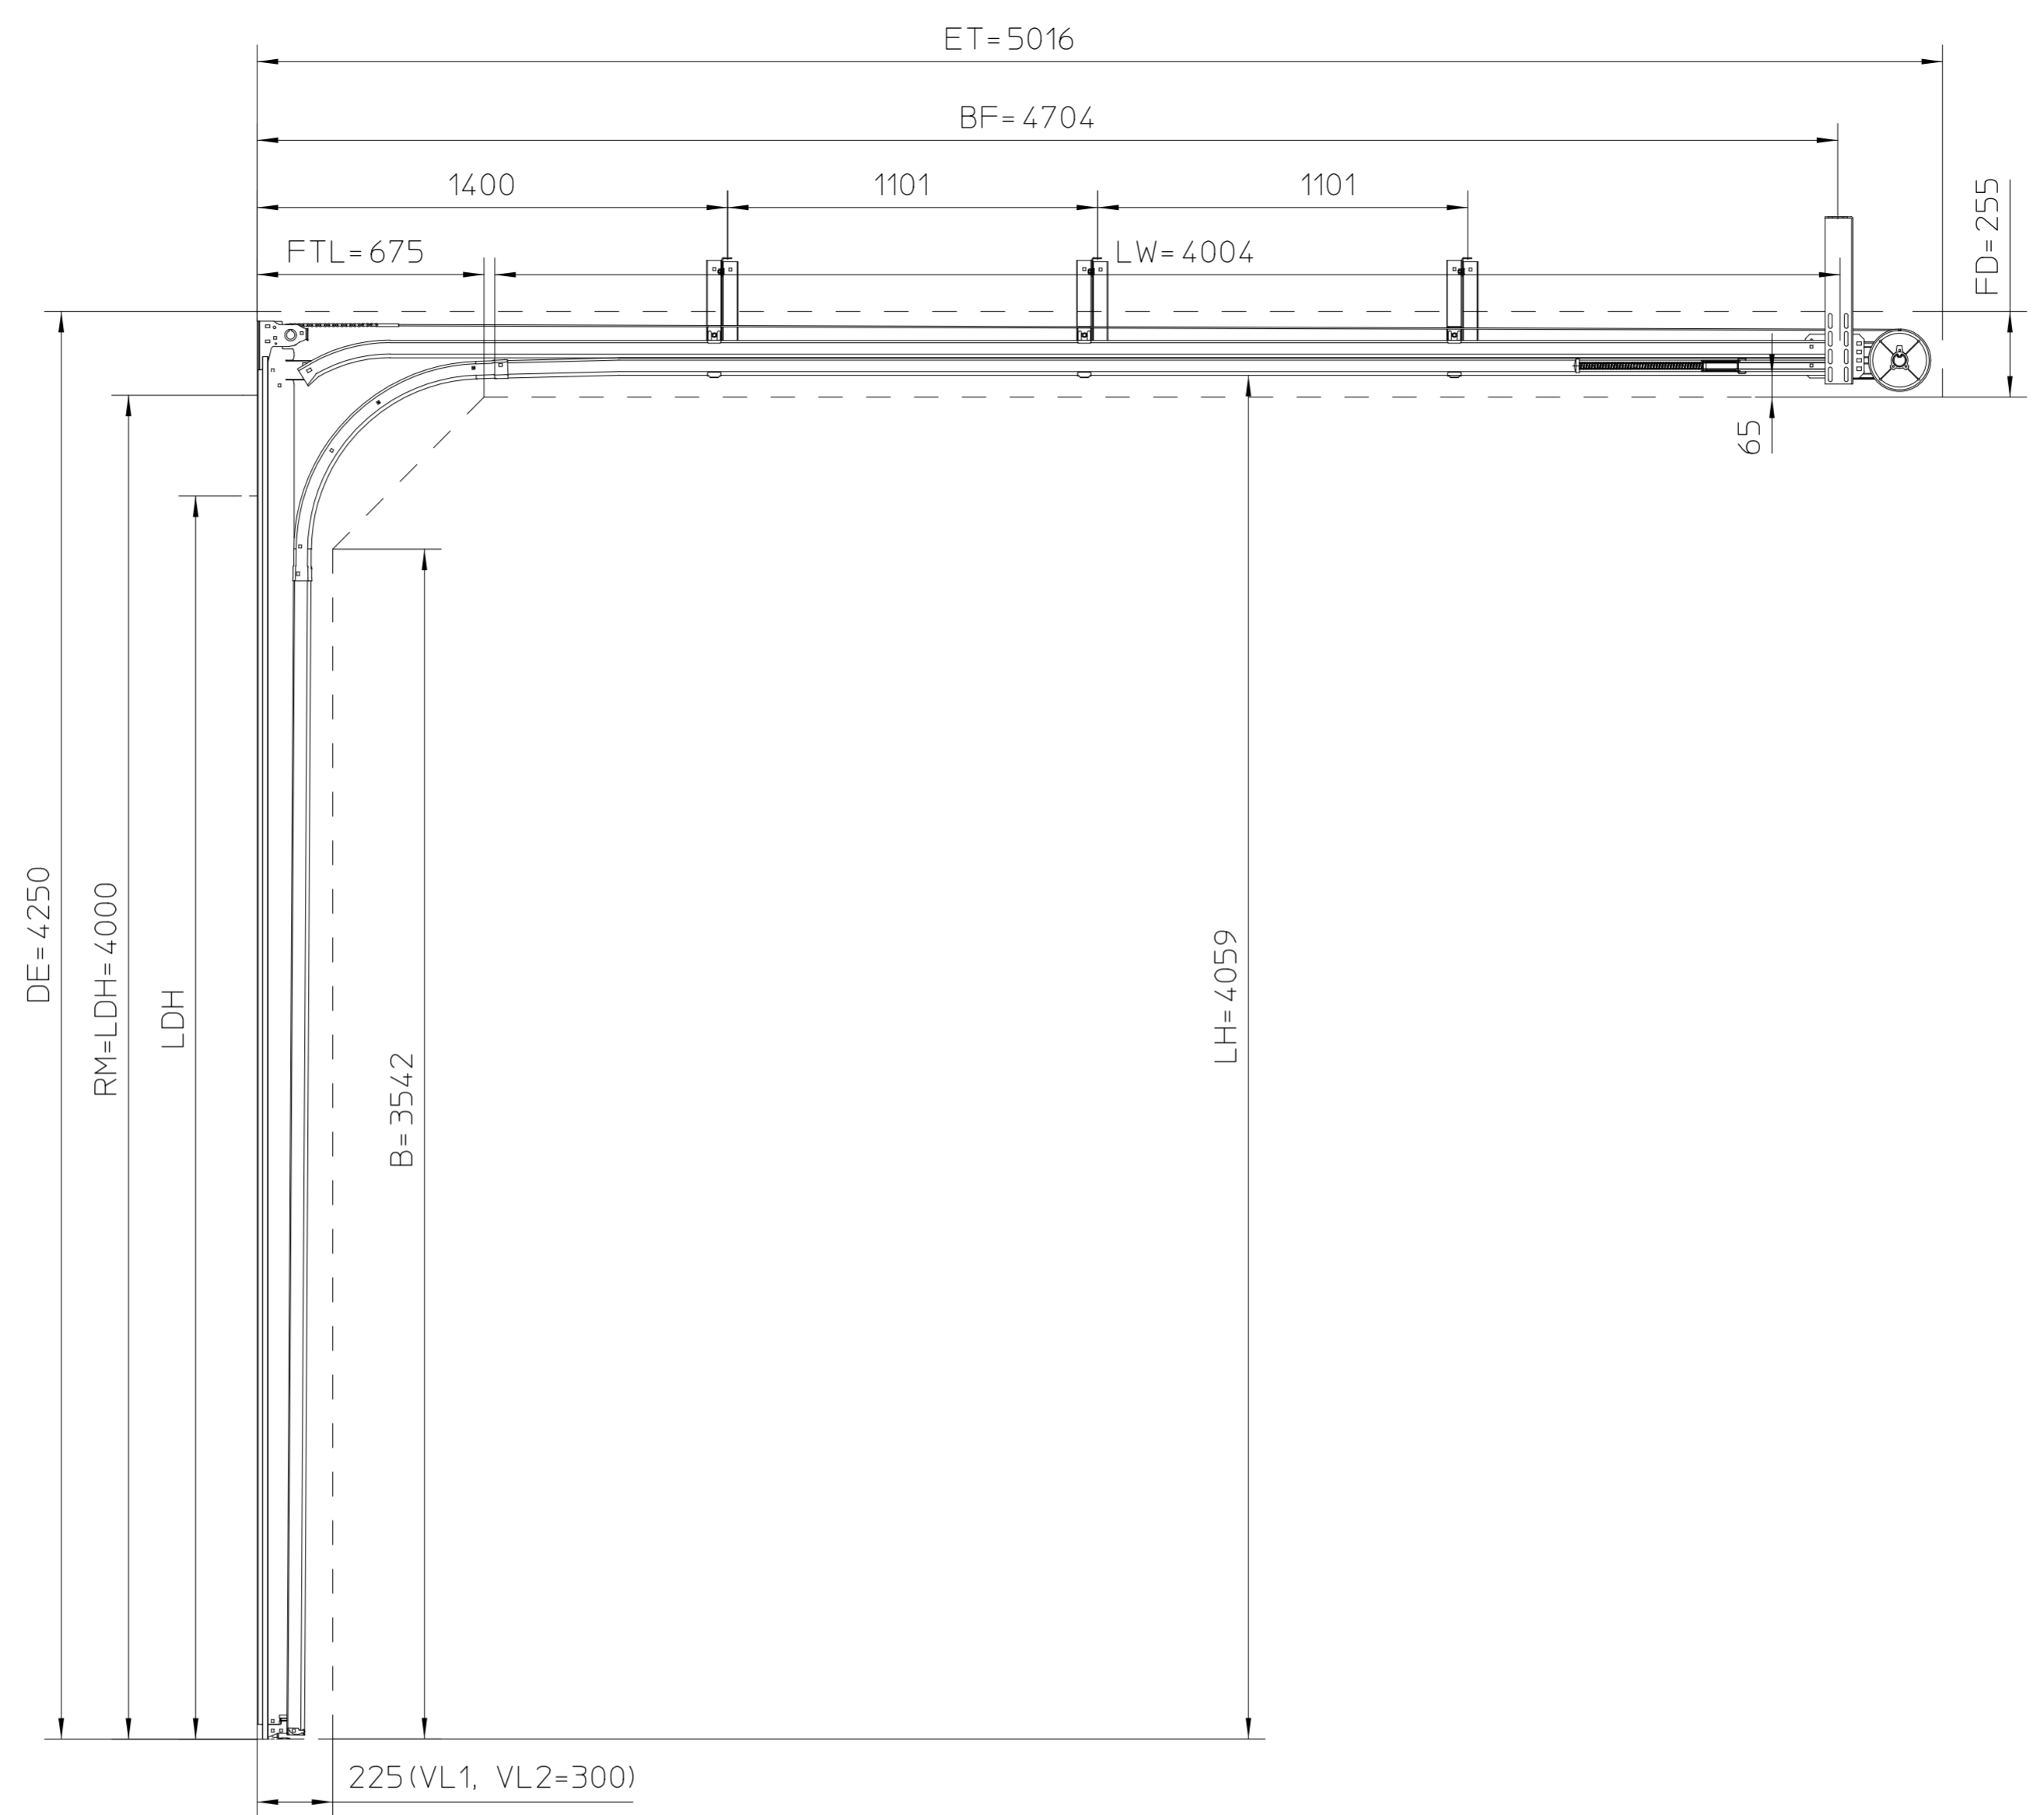 ET=5016
BF=4704
1400
1101
1101
FTL=675
LW=4004
FD=255
65
DE=4250
RM=LDH=4000
LDH
B=3542
LH=4059
225(VL1, VL2=300)